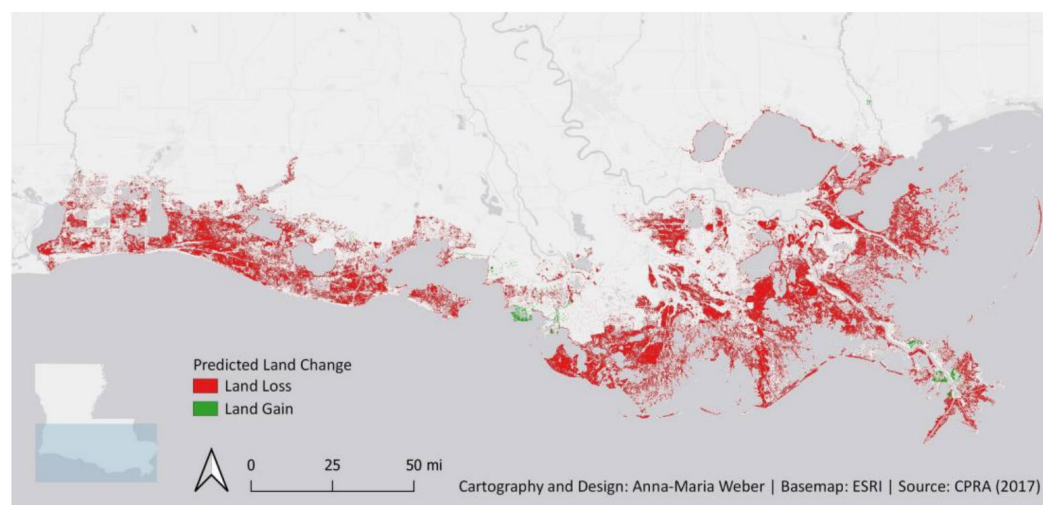 Predicted Land Change
Land Loss
Land Gain
0 25 50 mi
Cartography and Design: Anna-Maria Weber | Basemap: ESRI | Source: CPRA (2017)